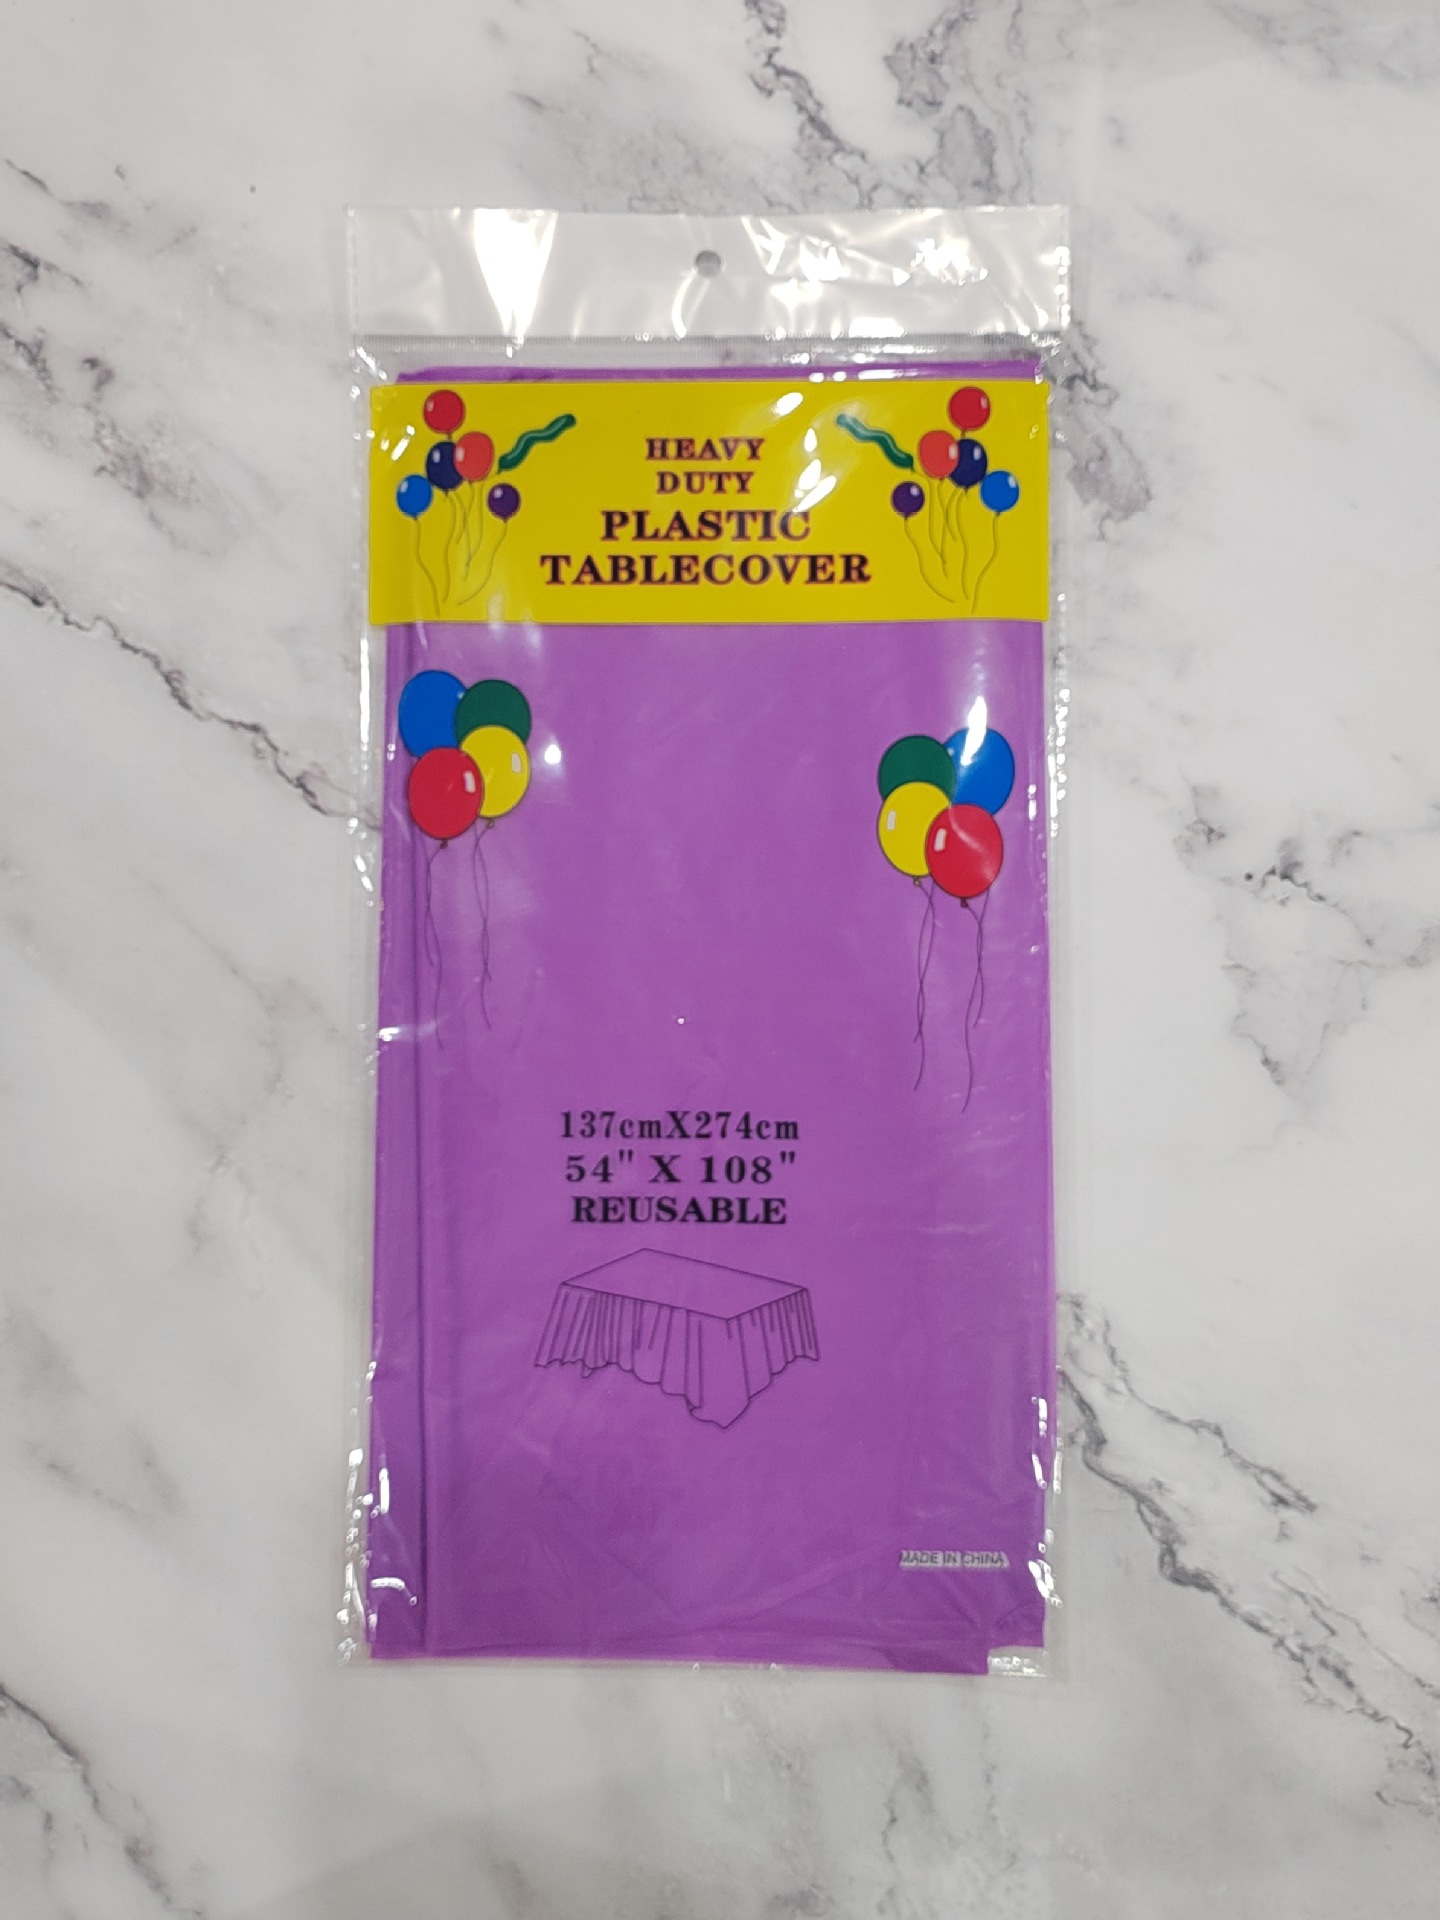 HEAVY
DUTY
PLASTIC
TABLECOVER
137cmX274cm
54" X 108"
REUSABLE
MADE IN CHINA